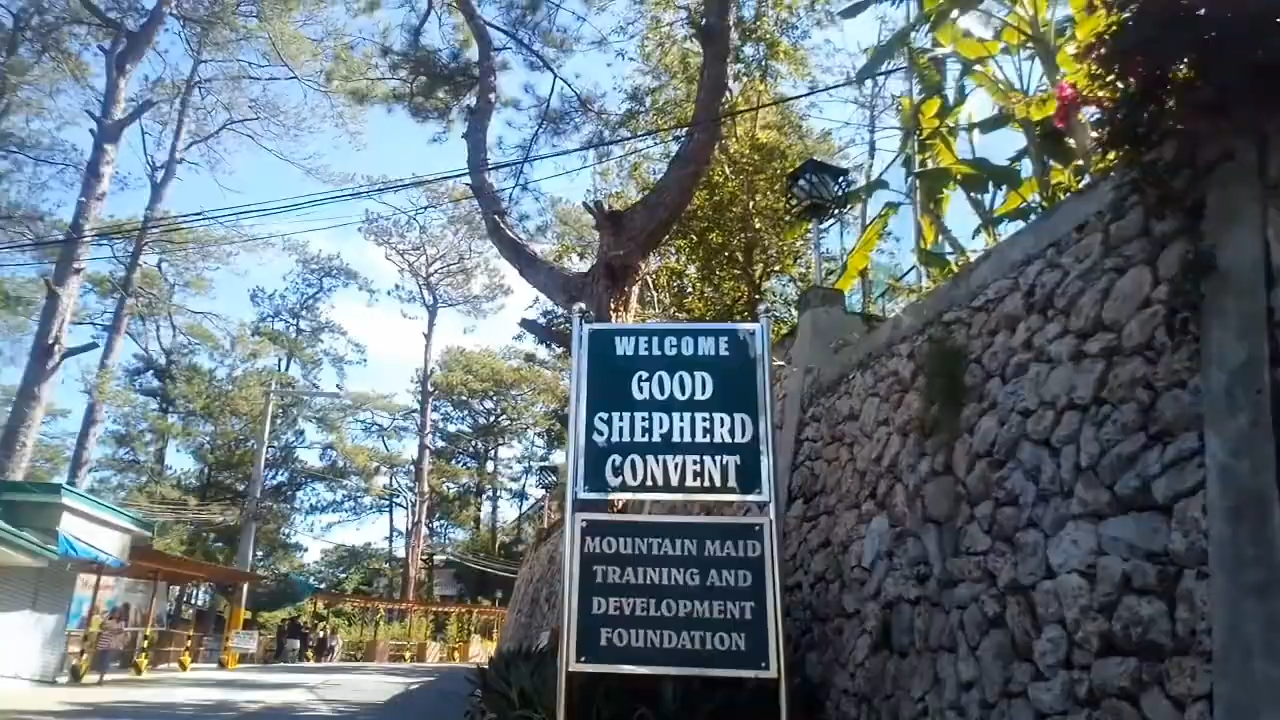 WELCOME
GOOD
SHEPHERD
CONVENT
MOUNTAIN MAID
TRAINING AND
DEVELOPMENT
FOUNDATION